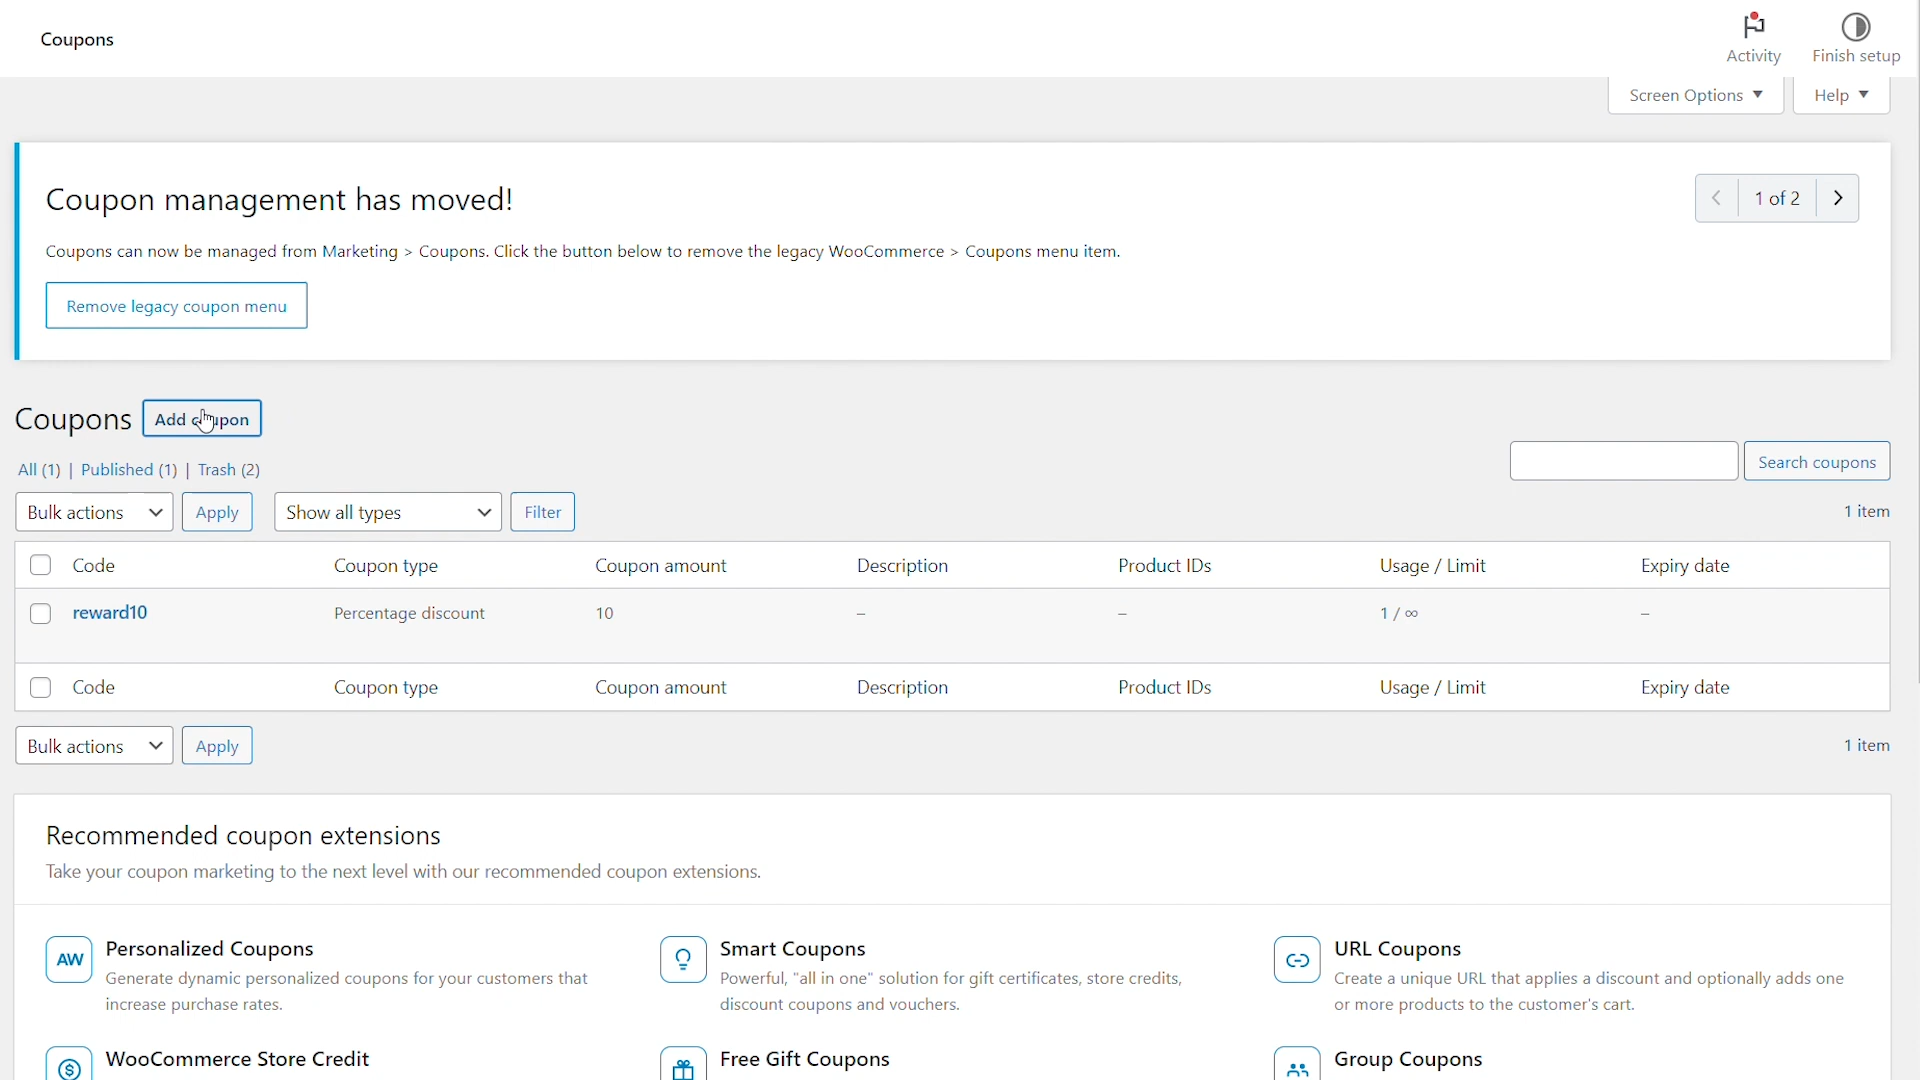 Coupons
Activity
Finish setup
Screen Options
Help
Coupon management has moved!
1 of 2
Coupons can now be managed from Marketing > Coupons. Click the button below to remove the legacy WooCommerce > Coupons menu item.
Remove legacy coupon menu
Coupons Add coupon
All (1) | Published (1) | Trash (2)
Search coupons
Bulk actions Apply Show all types Filter 1 item
Code Coupon type Coupon amount Description Product IDs Usage / Limit Expiry date
reward10 Percentage discount 10 – – 1 / ∞ –
Code Coupon type Coupon amount Description Product IDs Usage / Limit Expiry date
Bulk actions Apply 1 item
Recommended coupon extensions
Take your coupon marketing to the next level with our recommended coupon extensions.
AW
Personalized Coupons
Generate dynamic personalized coupons for your customers that
increase purchase rates.
Smart Coupons
Powerful, "all in one" solution for gift certificates, store credits,
discount coupons and vouchers.
URL Coupons
Create a unique URL that applies a discount and optionally adds one
or more products to the customer's cart.
WooCommerce Store Credit
Free Gift Coupons
Group Coupons